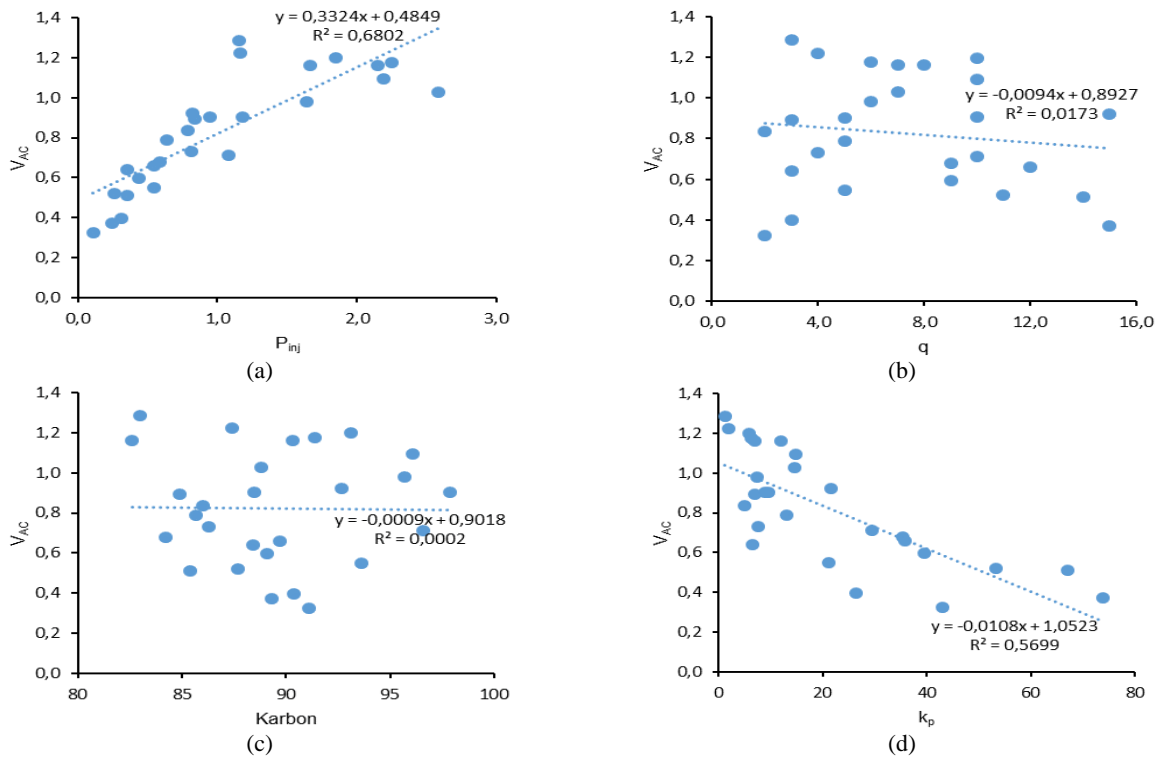 y = 0,3324x + 0,4849
R² = 0,6802
1,4
1,2
1,0
0,8
0,6
0,4
0,2
0,0
V_AC
0,0 1,0 2,0 3,0
P_inj
(a)
y = -0,0094x + 0,8927
R² = 0,0173
1,4
1,2
1,0
0,8
0,6
0,4
0,2
0,0
V_AC
0,0 4,0 8,0 12,0 16,0
q
(b)
y = -0,0009x + 0,9018
R² = 0,0002
1,4
1,2
1,0
0,8
0,6
0,4
0,2
0,0
V_AC
80 85 90 95 100
Karbon
(c)
y = -0,0108x + 1,0523
R² = 0,5699
1,4
1,2
1,0
0,8
0,6
0,4
0,2
0,0
V_AC
0 20 40 60 80
k_p
(d)